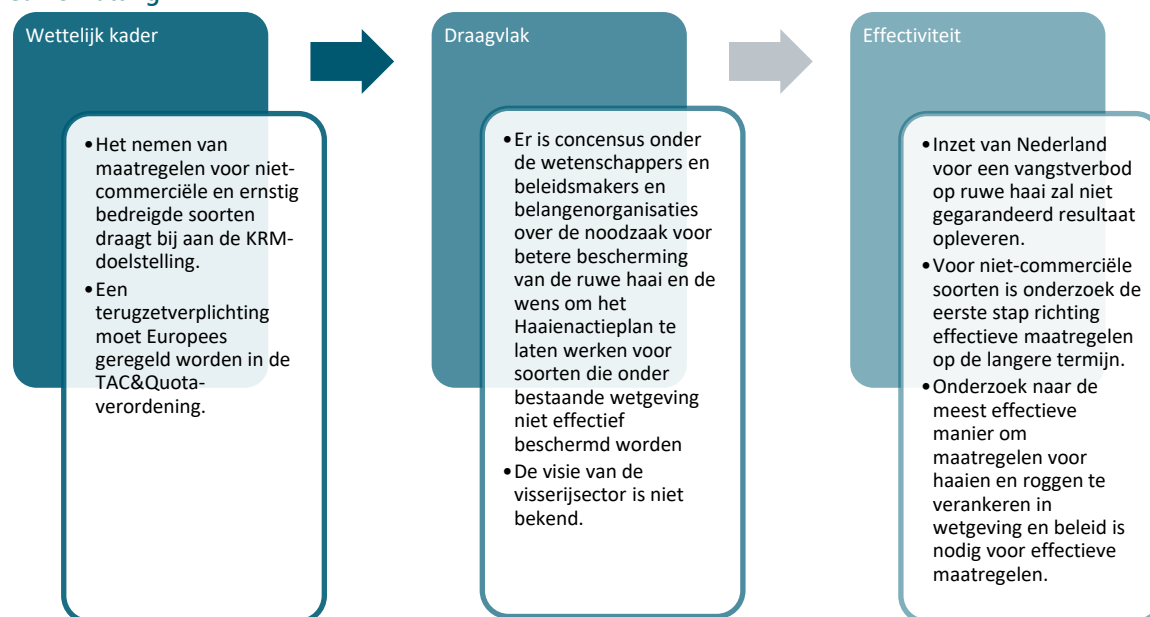 Wettelijk kader
•Het nemen van
maatregelen voor niet-
commerciële en ernstig
bedreigde soorten
draagt bij aan de KRM-
doelstelling.
•Een
terugzetverplichting
moet Europees
geregeld worden in de
TAC&Quota-
verordening.
Draagvlak
•Er is concensus onder
de wetenschappers en
beleidsmakers en
belangenorganisaties
over de noodzaak voor
betere bescherming
van de ruwe haai en de
wens om het
Haaienactieplan te
laten werken voor
soorten die onder
bestaande wetgeving
niet effectief
beschermd worden
•De visie van de
visserijsector is niet
bekend.
Effectiviteit
•Inzet van Nederland
voor een vangstverbod
op ruwe haai zal niet
gegarandeerd resultaat
opleveren.
•Voor niet-commerciële
soorten is onderzoek de
eerste stap richting
effectieve maatregelen
op de langere termijn.
•Onderzoek naar de
meest effectieve
manier om
maatregelen voor
haaien en roggen te
verankeren in
wetgeving en beleid is
nodig voor effectieve
maatregelen.